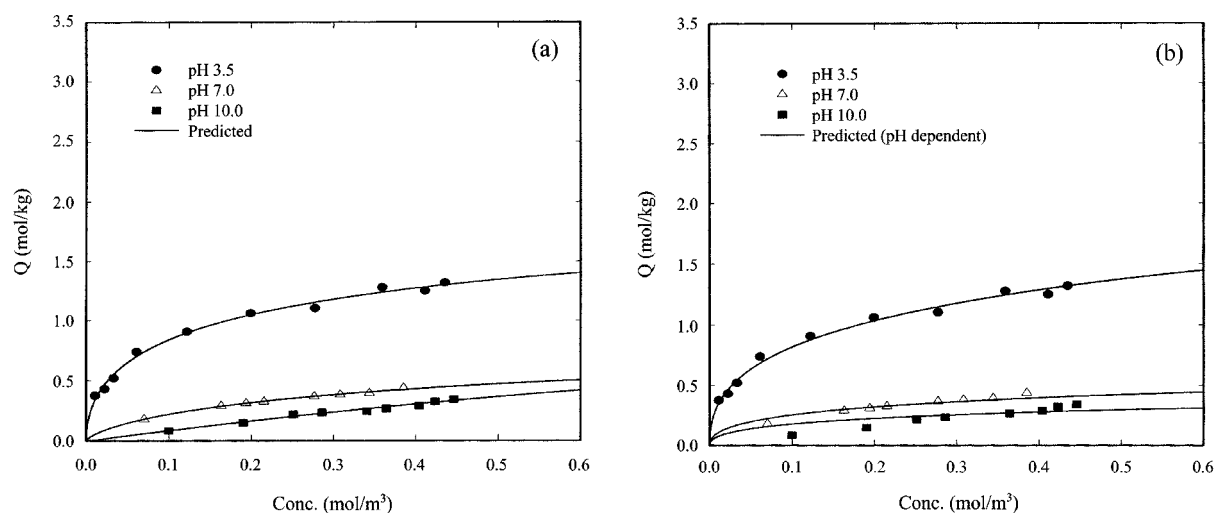 (a)
pH 3.5
pH 7.0
pH 10.0
Predicted
3.5
3.0
2.5
2.0
1.5
1.0
0.5
0.0
Q (mol/kg)
0.0 0.1 0.2 0.3 0.4 0.5 0.6
Conc. (mol/m³)
(b)
pH 3.5
pH 7.0
pH 10.0
Predicted (pH dependent)
3.5
3.0
2.5
2.0
1.5
1.0
0.5
0.0
Q (mol/kg)
0.0 0.1 0.2 0.3 0.4 0.5 0.6
Conc. (mol/m³)